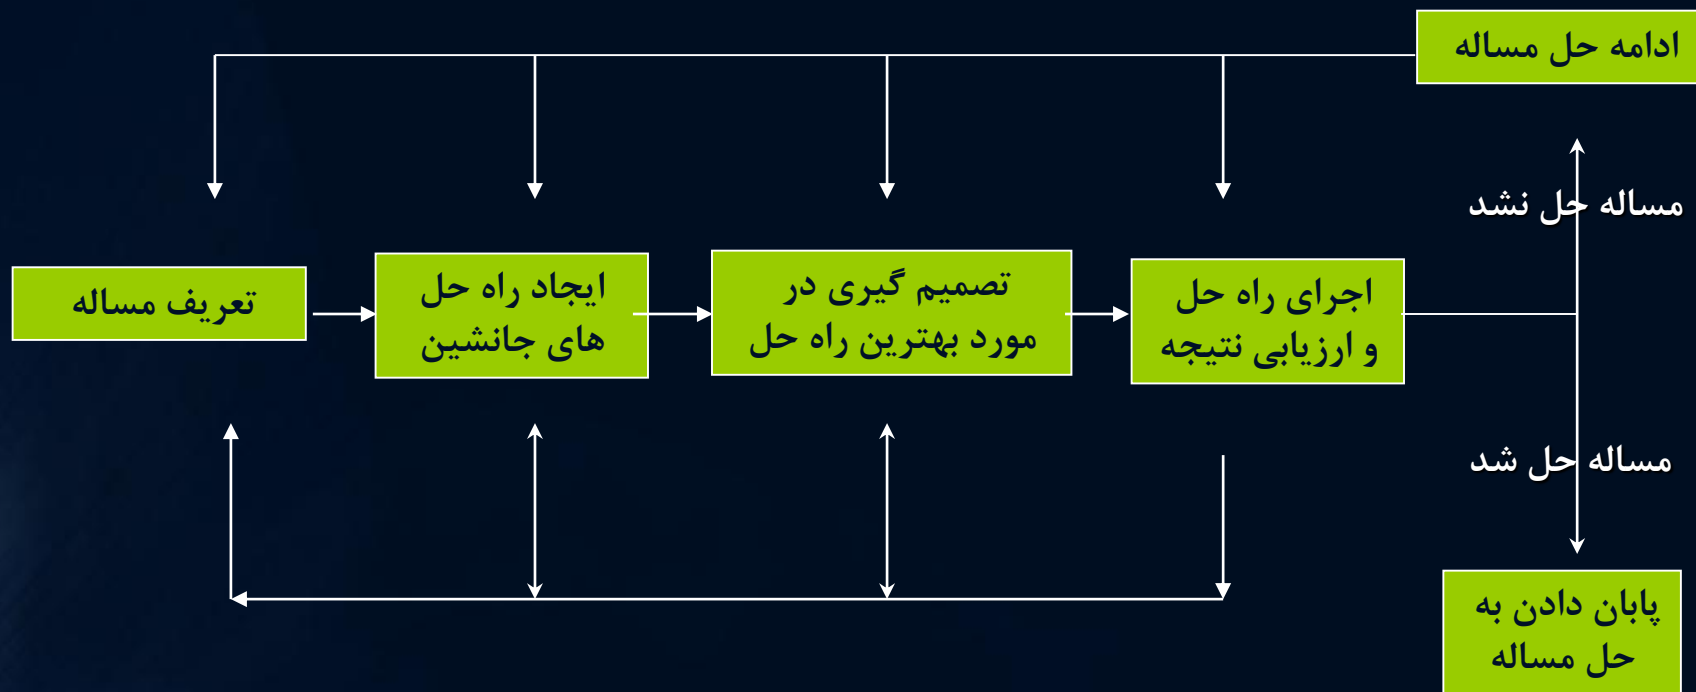 ادامه حل مساله
مساله حل نشد
تعریف مساله
ایجاد راه حل
های جانشین
تصمیم گیری در
مورد بهترین راه حل
اجرای راه حل
و ارزیابی نتیجه
مساله حل شد
پابان دادن به
حل مساله